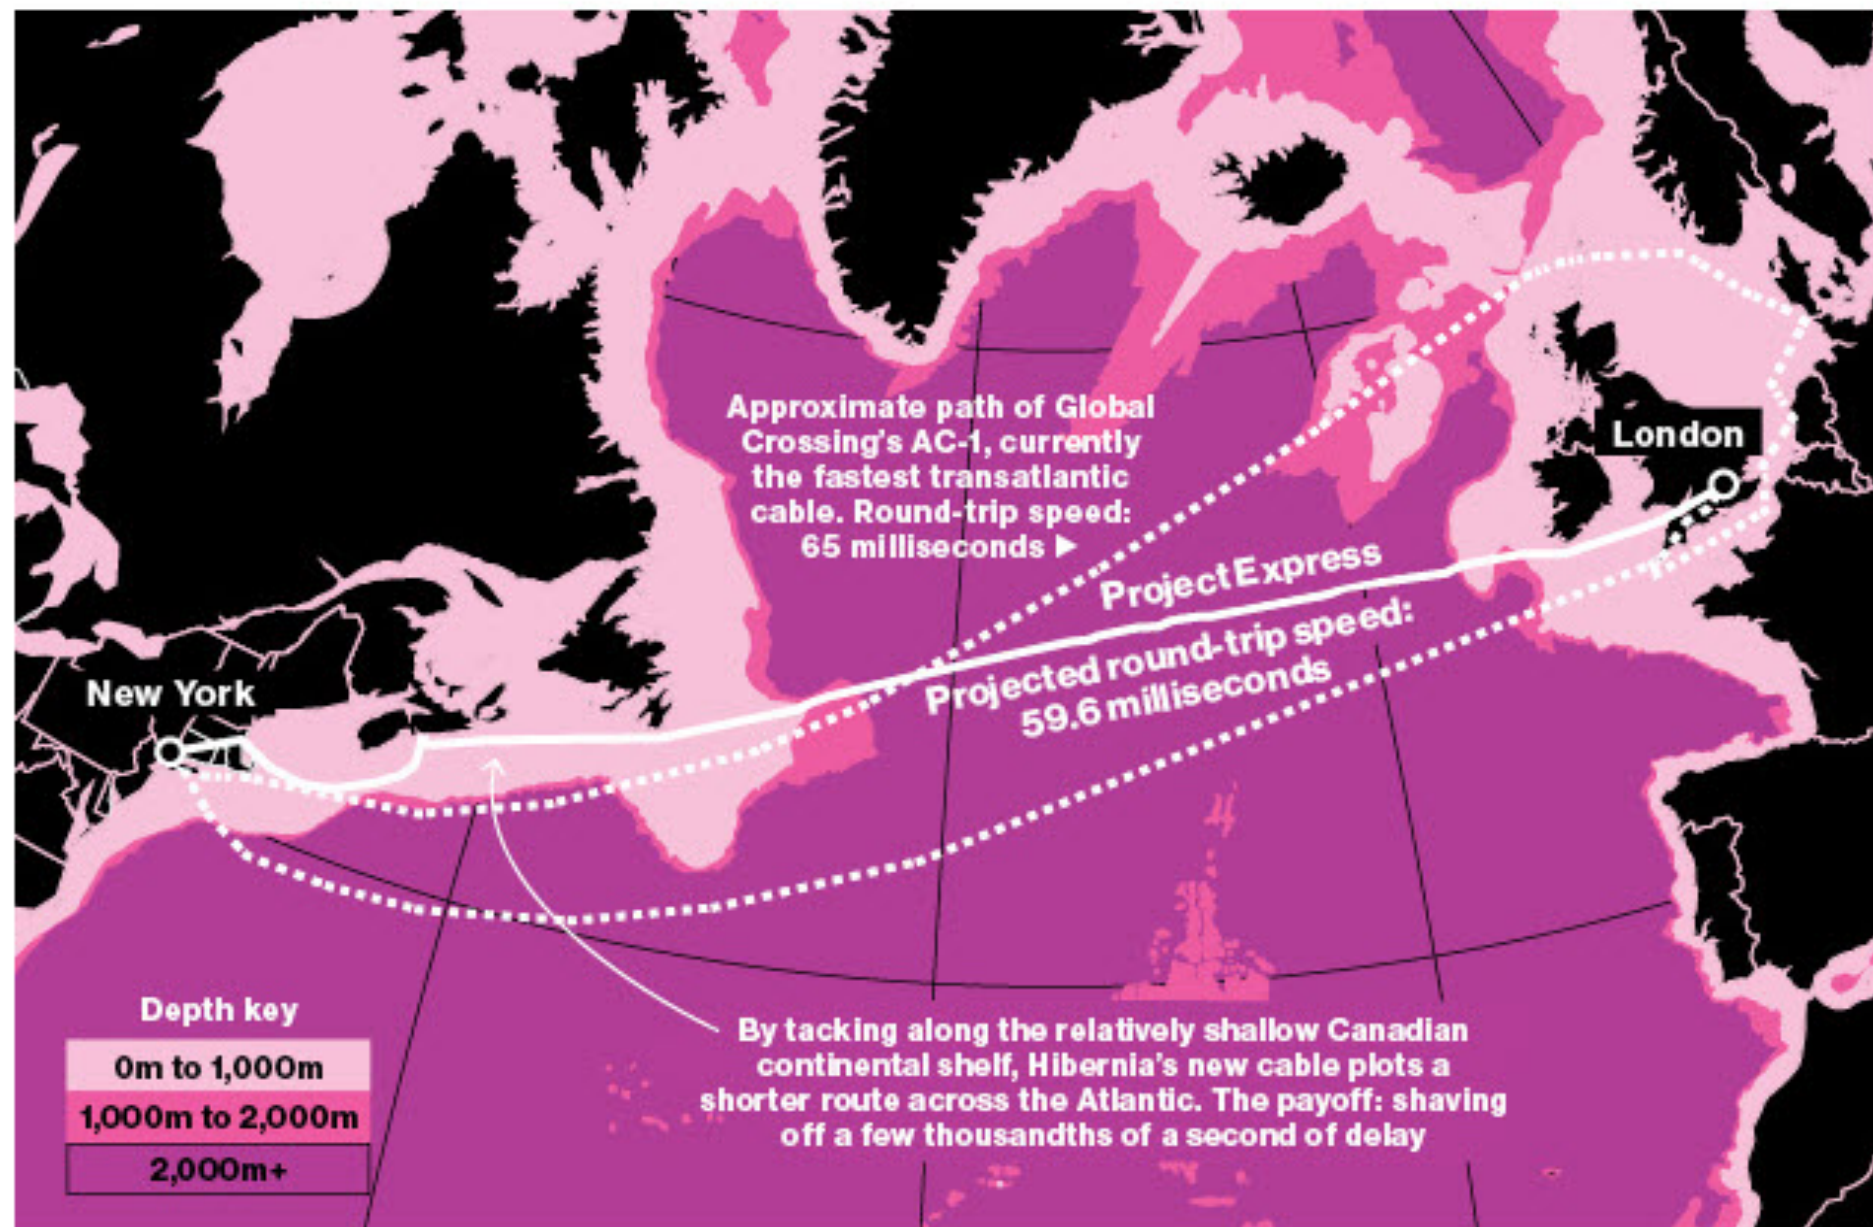 Approximate path of Global
Crossing's AC-1, currently
the fastest transatlantic
cable. Round-trip speed:
65 milliseconds ▶
London
Project Express
Projected round-trip speed:
59.6 milliseconds
New York
Depth key
0m to 1,000m
1,000m to 2,000m
2,000m+
By tacking along the relatively shallow Canadian
continental shelf, Hibernia's new cable plots a
shorter route across the Atlantic. The payoff: shaving
off a few thousandths of a second of delay